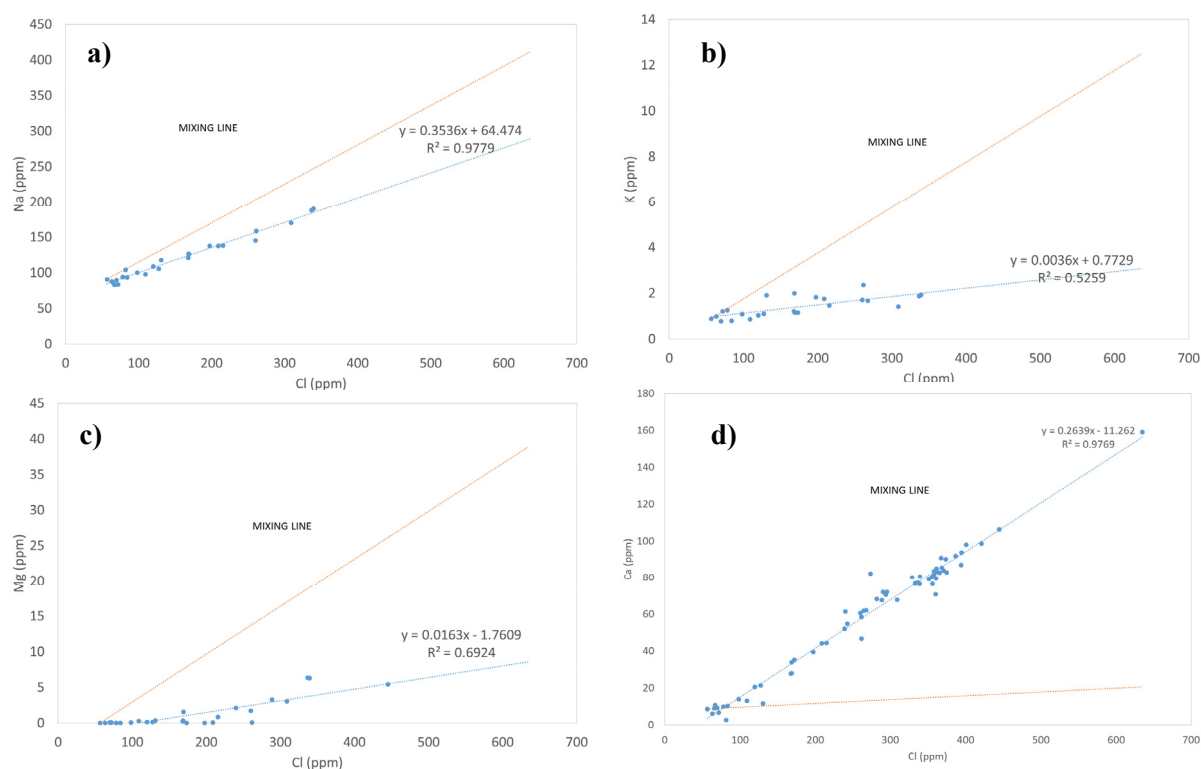 a)
450
400
350
300
250
200
150
100
50
0
Na (ppm)
MIXING LINE
y = 0.3536x + 64.474
R² = 0.9779
0 100 200 300 400 500 600 700
Cl (ppm)
b)
14
12
10
8
6
4
2
0
K (ppm)
MIXING LINE
y = 0.0036x + 0.7729
R² = 0.5259
0 100 200 300 400 500 600 700
Cl (ppm)
c)
45
40
35
30
25
20
15
10
5
0
Mg (ppm)
MIXING LINE
y = 0.0163x - 1.7609
R² = 0.6924
0 100 200 300 400 500 600 700
Cl (ppm)
d)
180
160
140
120
100
80
60
40
20
0
Ca (ppm)
MIXING LINE
y = 0.2639x - 11.262
R² = 0.9769
0 100 200 300 400 500 600 700
Cl (ppm)